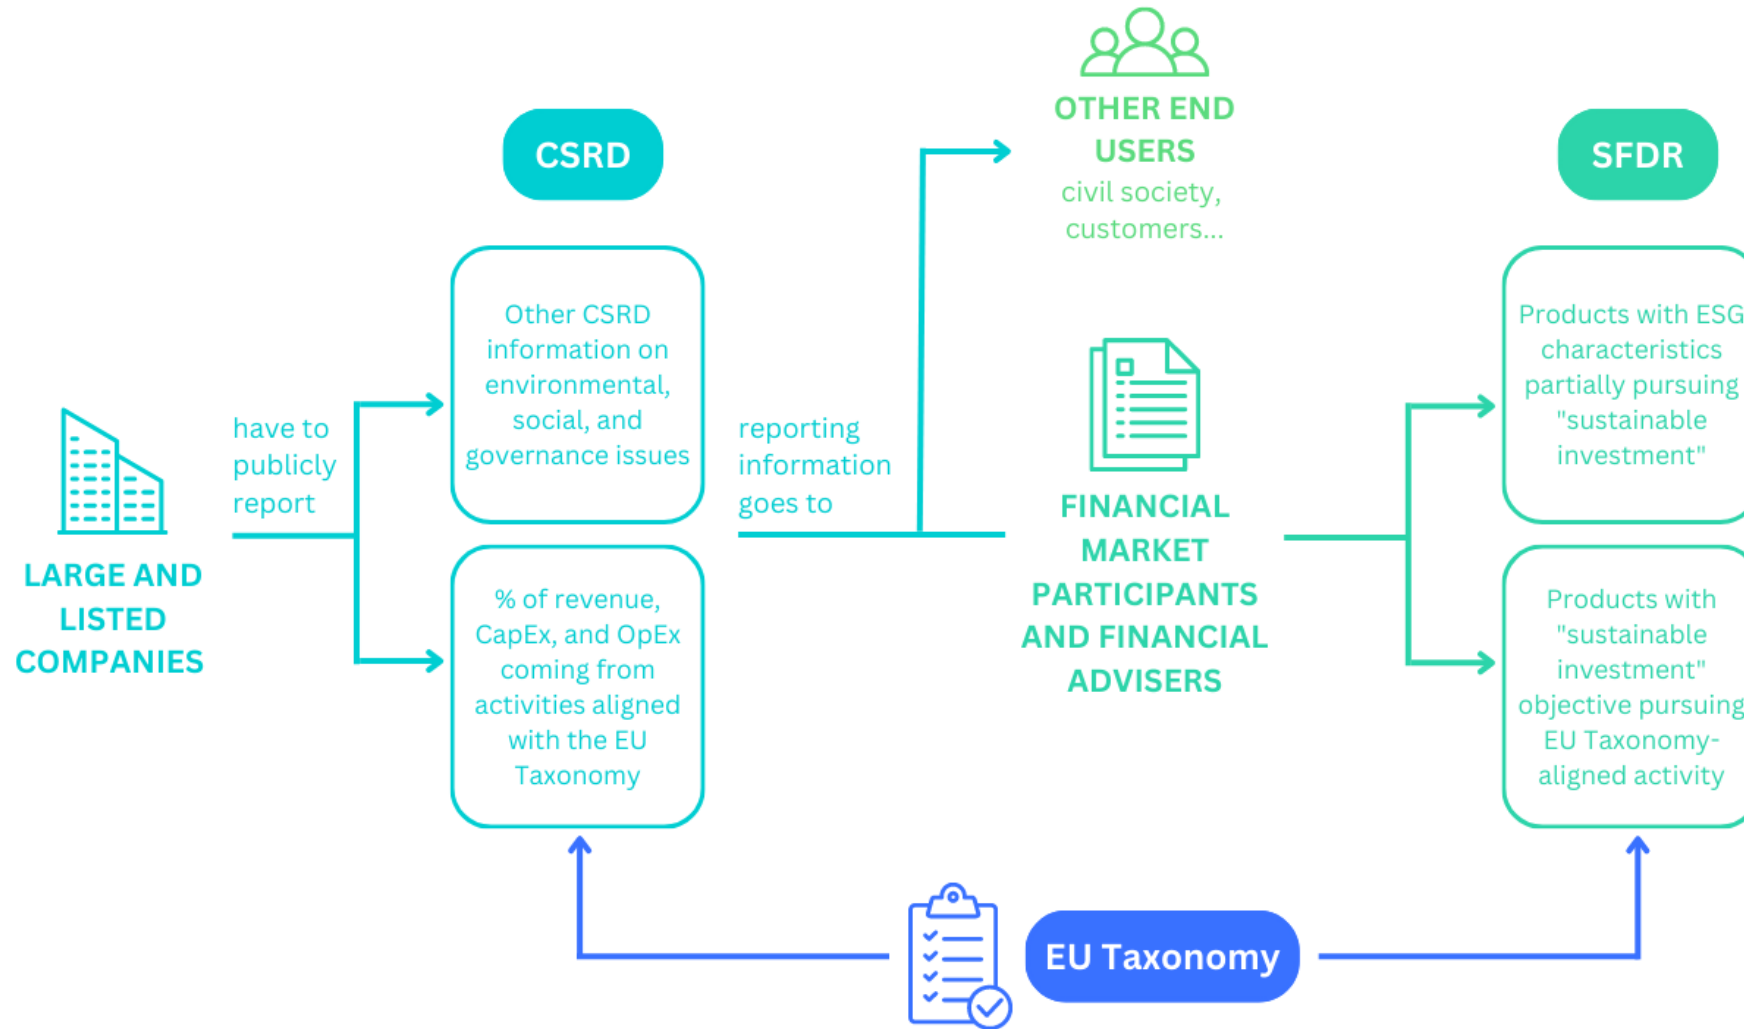 LARGE AND
LISTED
COMPANIES
have to
publicly
report
CSRD
Other CSRD
information on
environmental,
social, and
governance issues
% of revenue,
CapEx, and OpEx
coming from
activities aligned
with the EU
Taxonomy
reporting
information
goes to
OTHER END
USERS
civil society,
customers...
FINANCIAL
MARKET
PARTICIPANTS
AND FINANCIAL
ADVISERS
SFDR
Products with ESG
characteristics
partially pursuing
"sustainable
investment"
Products with
"sustainable
investment"
objective pursuing
EU Taxonomy-
aligned activity
EU Taxonomy